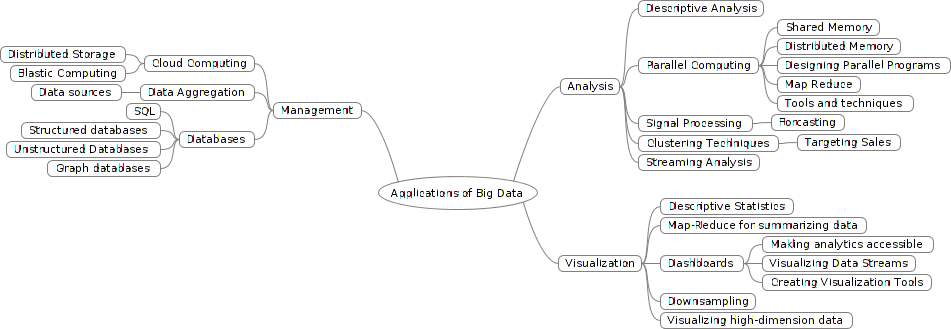 Applications of Big Data
Management
Cloud Computing
Distributed Storage
Elastic Computing
Data Aggregation
Data sources
Databases
SQL
Structured databases
Unstructured Databases
Graph databases
Analysis
Descriptive Analysis
Parallel Computing
Shared Memory
Distributed Memory
Designing Parallel Programs
Map Reduce
Tools and techniques
Signal Processing
Forcasting
Clustering Techniques
Targeting Sales
Streaming Analysis
Visualization
Descriptive Statistics
Map-Reduce for summarizing data
Dashboards
Making analytics accessible
Visualizing Data Streams
Creating Visualization Tools
Downsampling
Visualizing high-dimension data